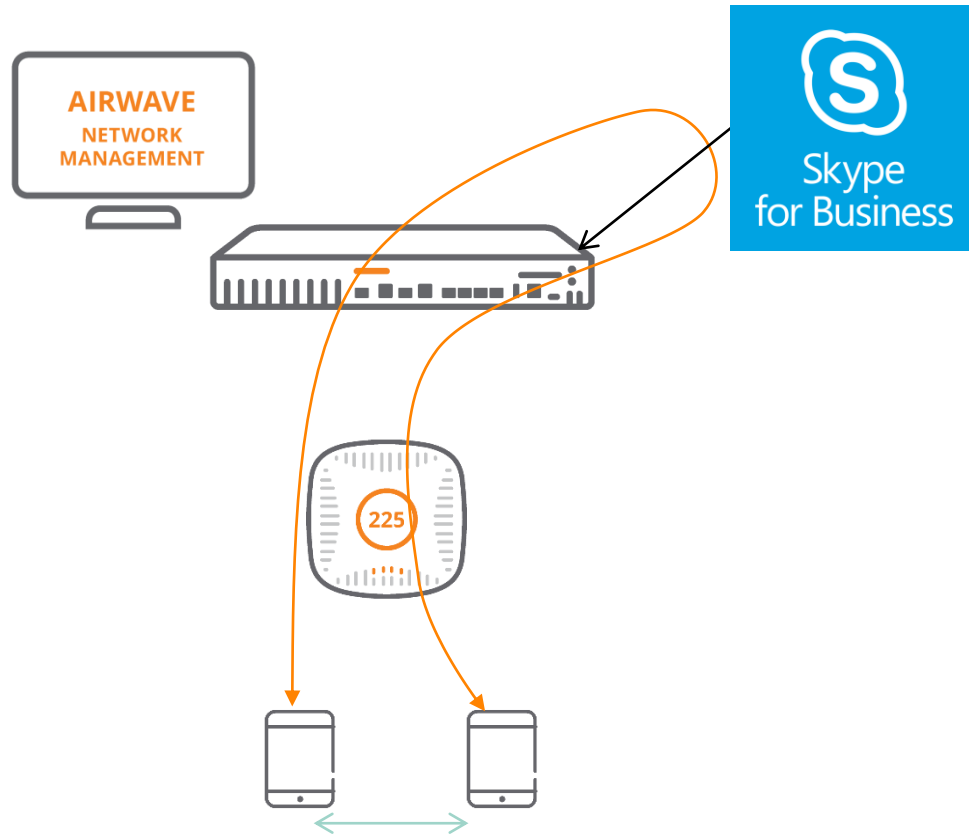 AIRWAVE
NETWORK
MANAGEMENT
S
Skype
for Business
225